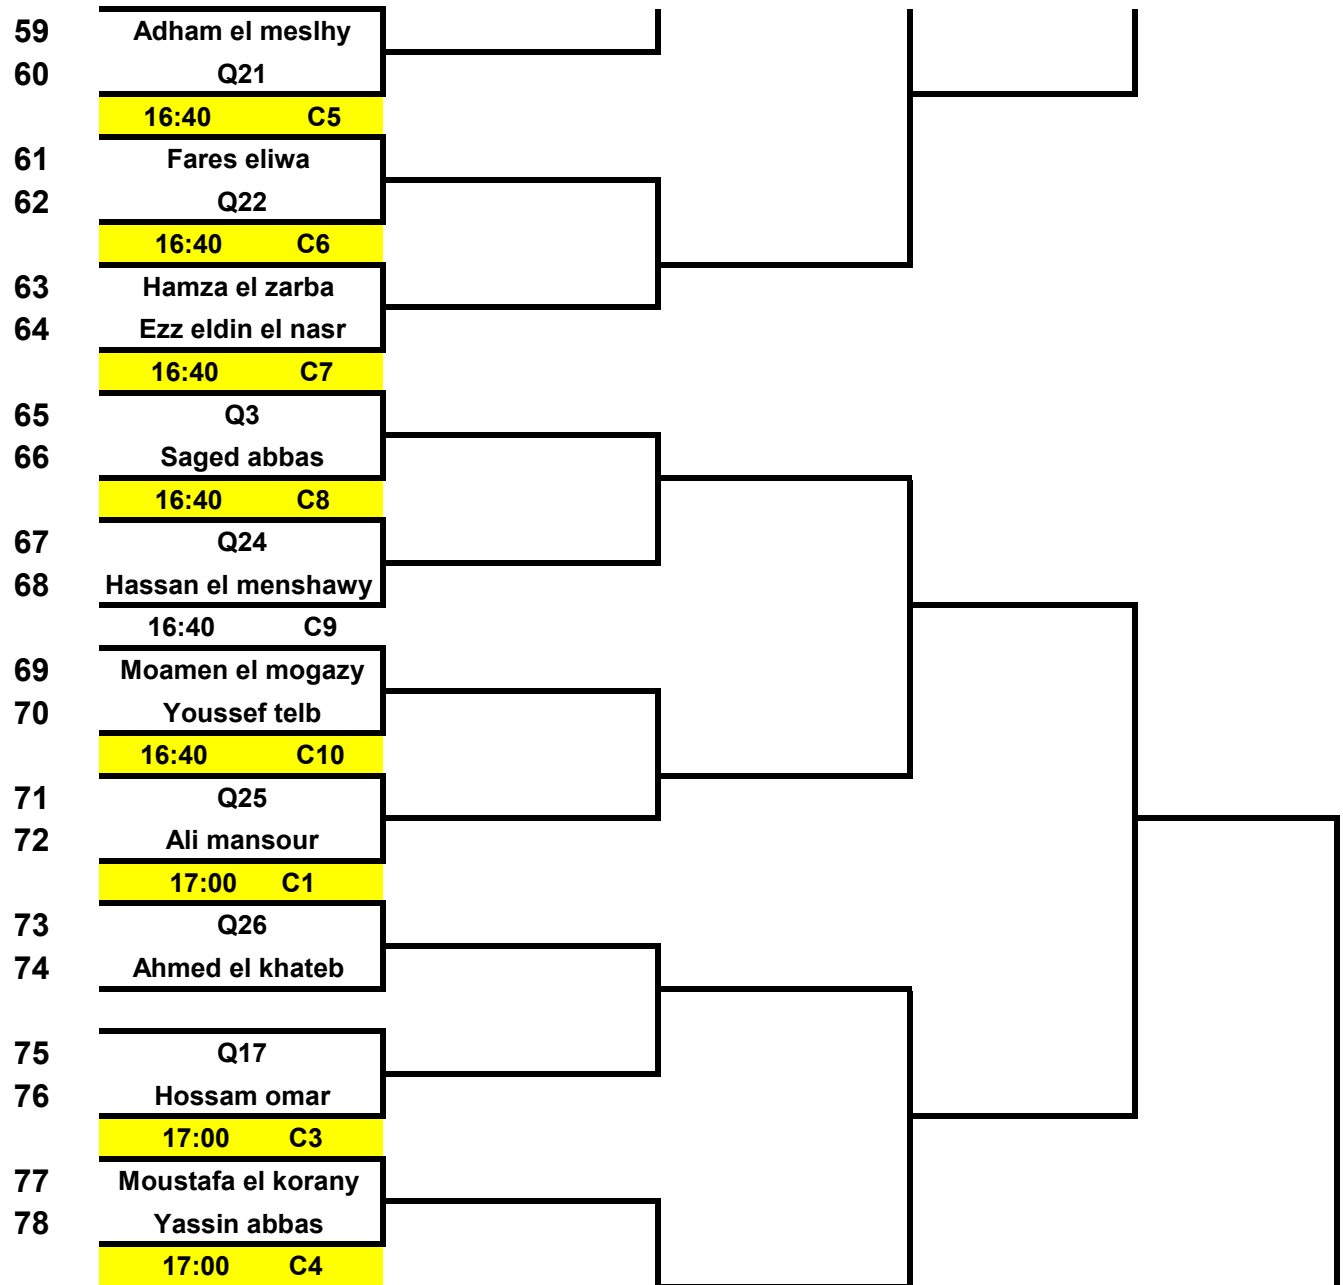 59 Adham el meslhy
60 Q21
16:40 C5
61 Fares eliwa
62 Q22
16:40 C6
63 Hamza el zarba
64 Ezz eldin el nasr
16:40 C7
65 Q3
66 Saged abbas
16:40 C8
67 Q24
68 Hassan el menshawy
16:40 C9
69 Moamen el mogazy
70 Youssef telb
16:40 C10
71 Q25
72 Ali mansour
17:00 C1
73 Q26
74 Ahmed el khateb
75 Q17
76 Hossam omar
17:00 C3
77 Moustafa el korany
78 Yassin abbas
17:00 C4